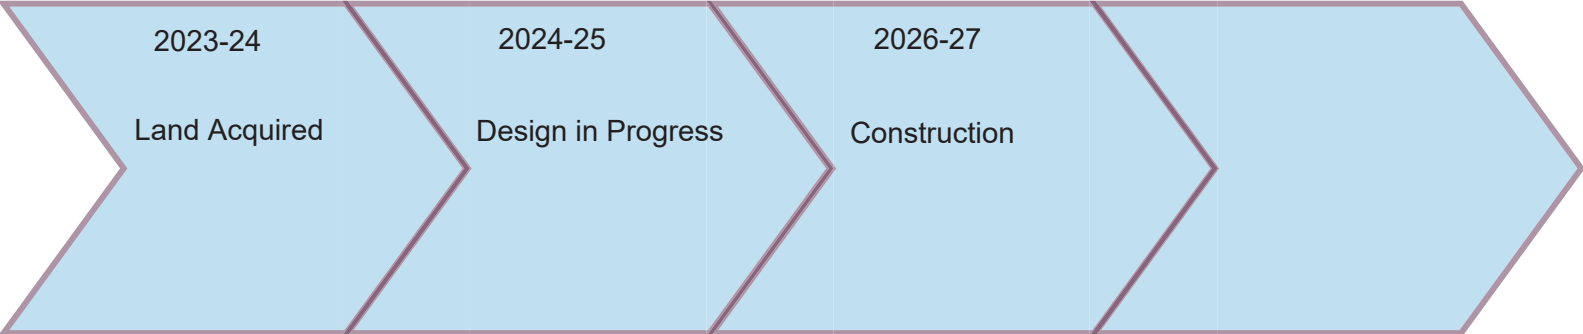 2023-24
Land Acquired
2024-25
Design in Progress
2026-27
Construction